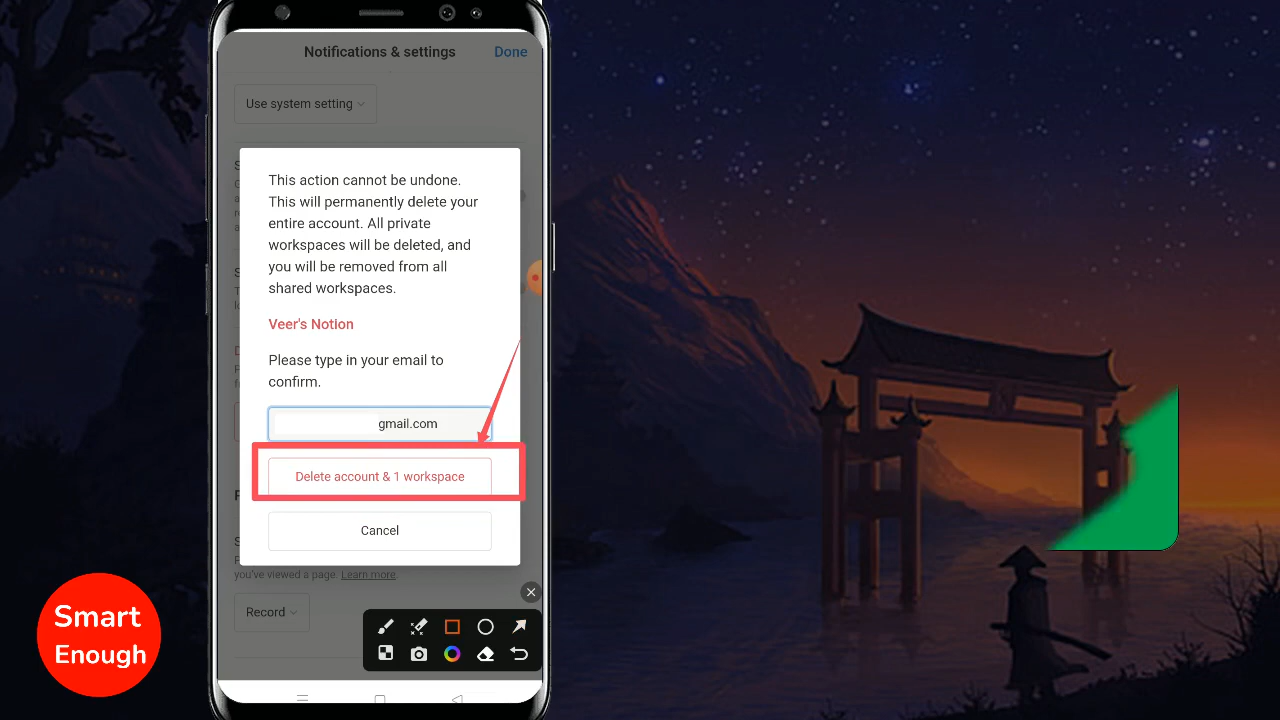 Notifications & settings
Done
Use system setting
This action cannot be undone.
This will permanently delete your
entire account. All private
workspaces will be deleted, and
you will be removed from all
shared workspaces.
Veer's Notion
Please type in your email to
confirm.
gmail.com
Delete account & 1 workspace
Cancel
you've viewed a page. Learn more.
Record
Smart
Enough